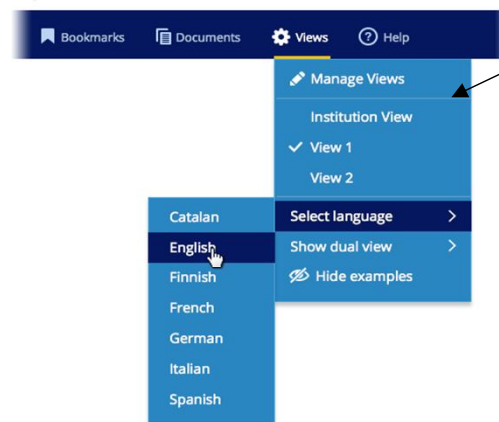 Bookmarks Documents Views Help
Manage Views
Institution View
View 1
View 2
Select language
Show dual view
Hide examples
Catalan
English
Finnish
French
German
Italian
Spanish